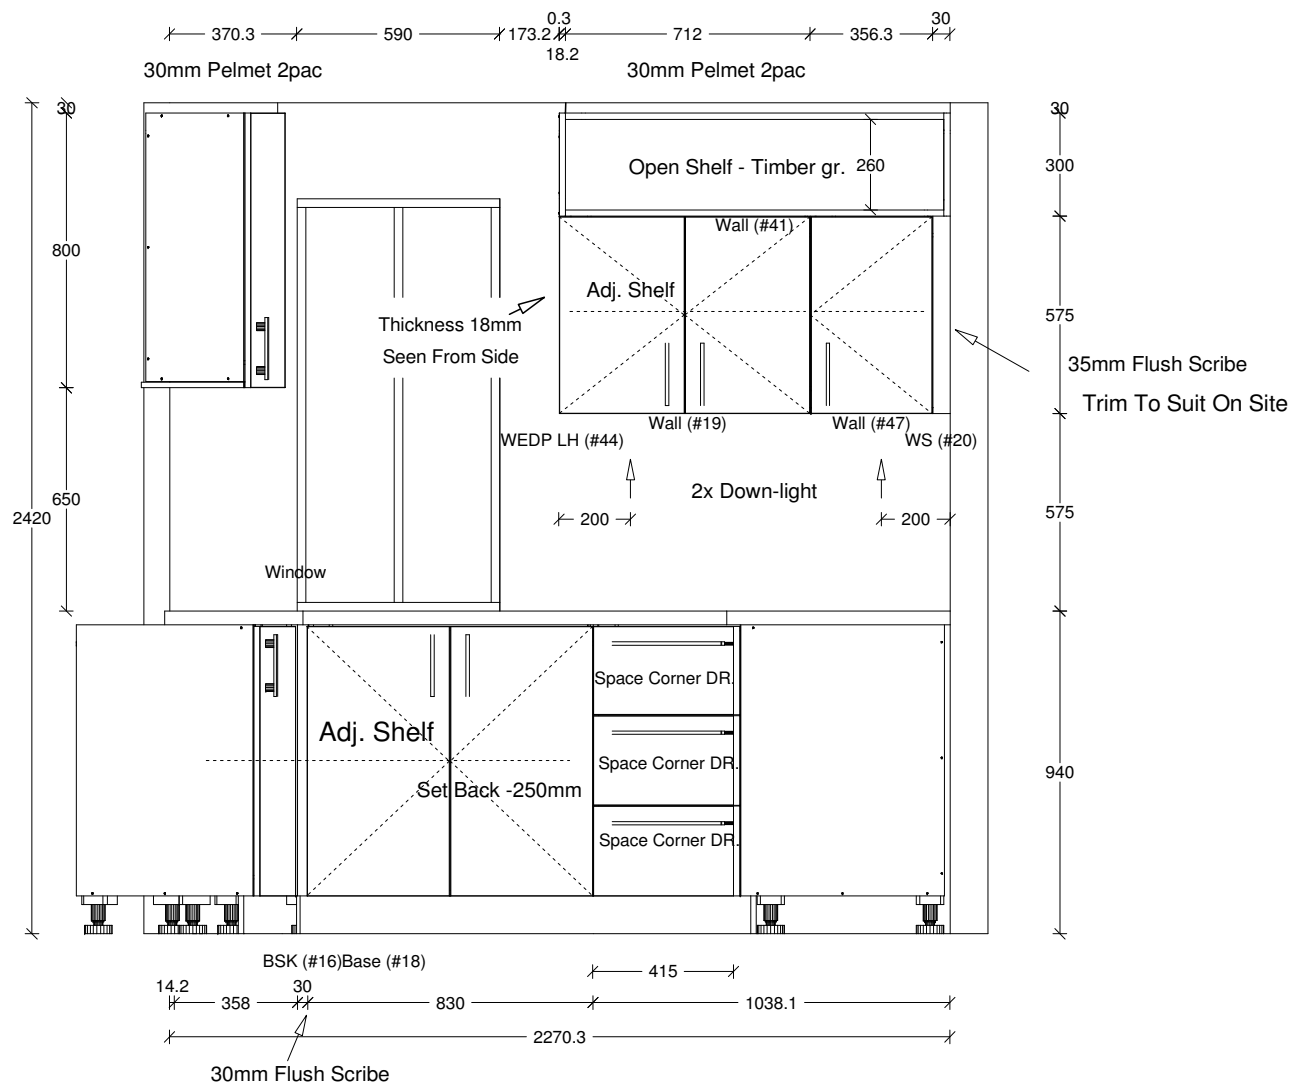 0.3
30
370.3
590
173.2
712
356.3
18.2
30mm Pelmet 2pac
30mm Pelmet 2pac
30
30
Open Shelf - Timber gr.
260
300
Wall (#41)
800
Adj. Shelf
575
Thickness 18mm
Seen From Side
35mm Flush Scribe
Trim To Suit On Site
Wall (#19)
Wall (#47)
WEDP LH (#44)
WS (#20)
2x Down-light
650
2420
200
200
575
Window
Space Corner DR.
Adj. Shelf
Space Corner DR.
940
Set Back -250mm
Space Corner DR.
BSK (#16)
Base (#18)
415
14.2
30
358
830
1038.1
2270.3
30mm Flush Scribe